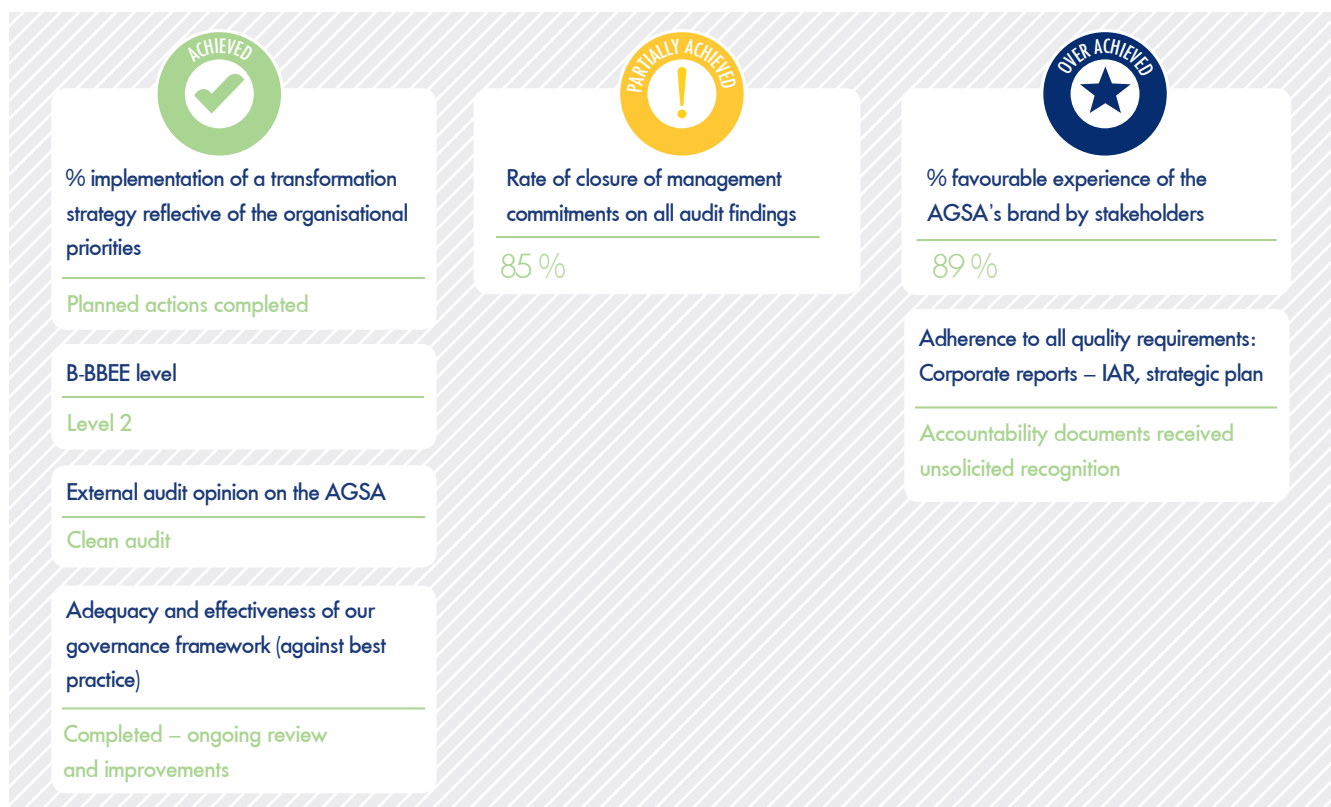 ACHIEVED
% implementation of a transformation
strategy reflective of the organisational
priorities
Planned actions completed
B-BBEE level
Level 2
External audit opinion on the AGSA
Clean audit
Adequacy and effectiveness of our
governance framework (against best
practice)
Completed – ongoing review
and improvements
PARTIALLY ACHIEVED
Rate of closure of management
commitments on all audit findings
85 %
OVER ACHIEVED
% favourable experience of the
AGSA's brand by stakeholders
89 %
Adherence to all quality requirements:
Corporate reports – IAR, strategic plan
Accountability documents received
unsolicited recognition